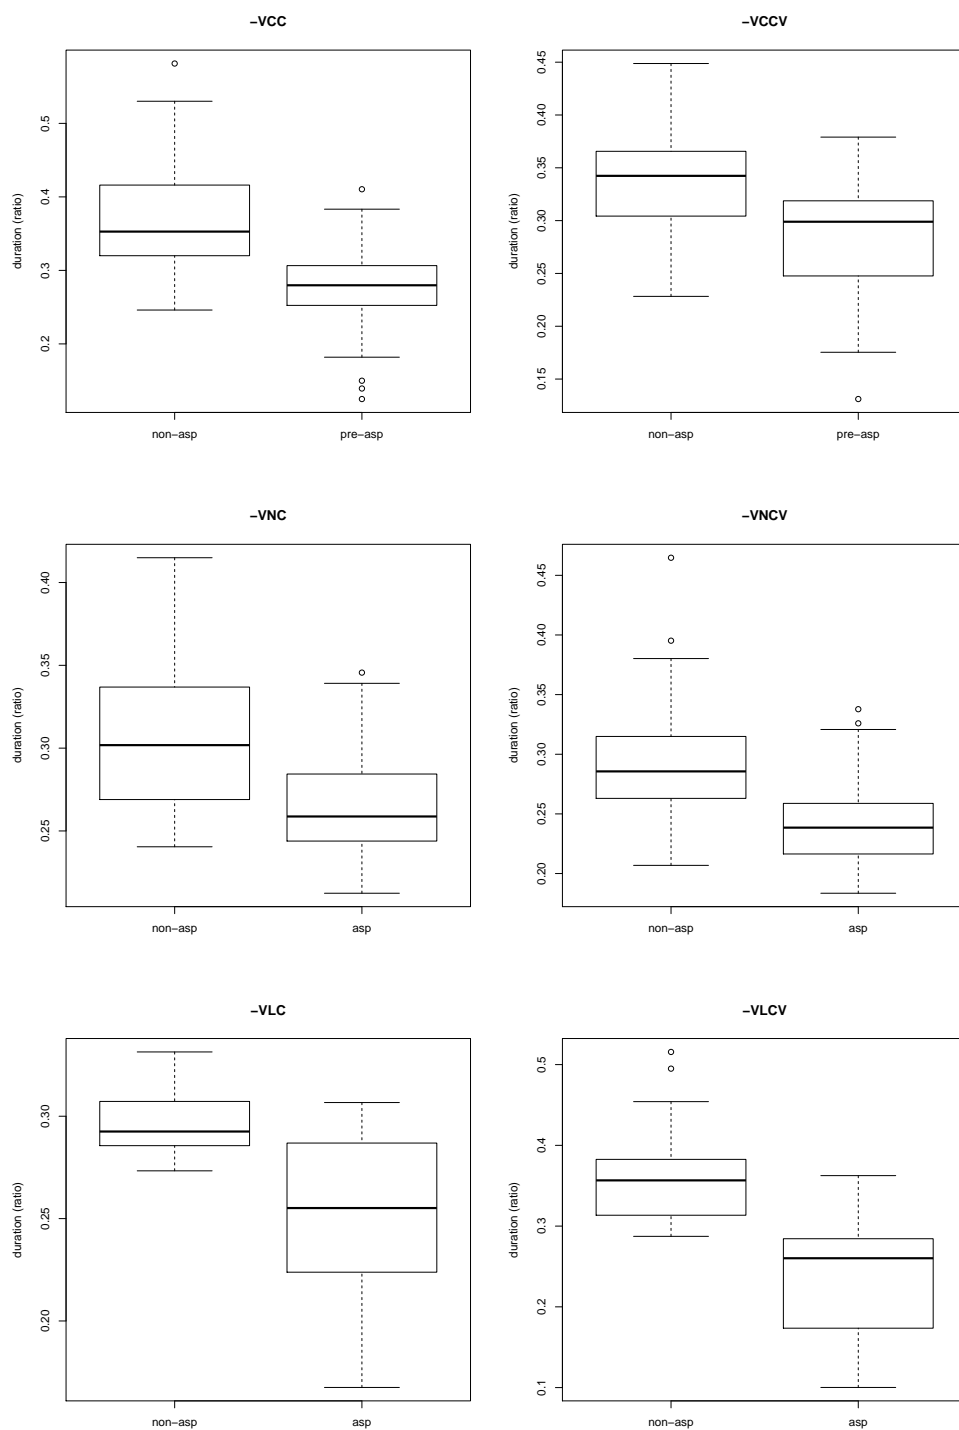 −VCC
duration (ratio)
0.5
0.4
0.3
0.2
non−asp
pre−asp
−VCCV
duration (ratio)
0.45
0.40
0.35
0.30
0.25
0.20
0.15
non−asp
pre−asp
−VNC
duration (ratio)
0.40
0.35
0.30
0.25
non−asp
asp
−VNCV
duration (ratio)
0.45
0.40
0.35
0.30
0.25
0.20
non−asp
asp
−VLC
duration (ratio)
0.30
0.25
0.20
non−asp
asp
−VLCV
duration (ratio)
0.5
0.4
0.3
0.2
0.1
non−asp
asp